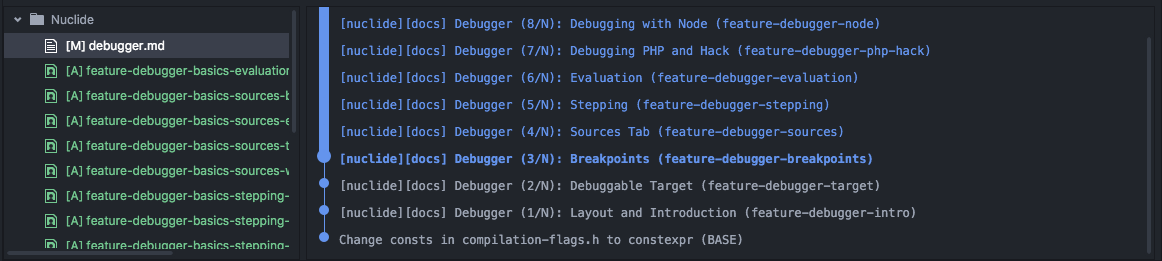 Nuclide
[M] debugger.md
[A] feature-debugger-basics-evaluation
[A] feature-debugger-basics-sources-b
[A] feature-debugger-basics-sources-e
[A] feature-debugger-basics-sources-t
[A] feature-debugger-basics-sources-v
[A] feature-debugger-basics-stepping-
[A] feature-debugger-basics-stepping-
[A] feature-debugger-basics-stepping-
[nuclide][docs] Debugger (8/N): Debugging with Node (feature-debugger-node)
[nuclide][docs] Debugger (7/N): Debugging PHP and Hack (feature-debugger-php-hack)
[nuclide][docs] Debugger (6/N): Evaluation (feature-debugger-evaluation)
[nuclide][docs] Debugger (5/N): Stepping (feature-debugger-stepping)
[nuclide][docs] Debugger (4/N): Sources Tab (feature-debugger-sources)
[nuclide][docs] Debugger (3/N): Breakpoints (feature-debugger-breakpoints)
[nuclide][docs] Debugger (2/N): Debuggable Target (feature-debugger-target)
[nuclide][docs] Debugger (1/N): Layout and Introduction (feature-debugger-intro)
Change consts in compilation-flags.h to constexpr (BASE)